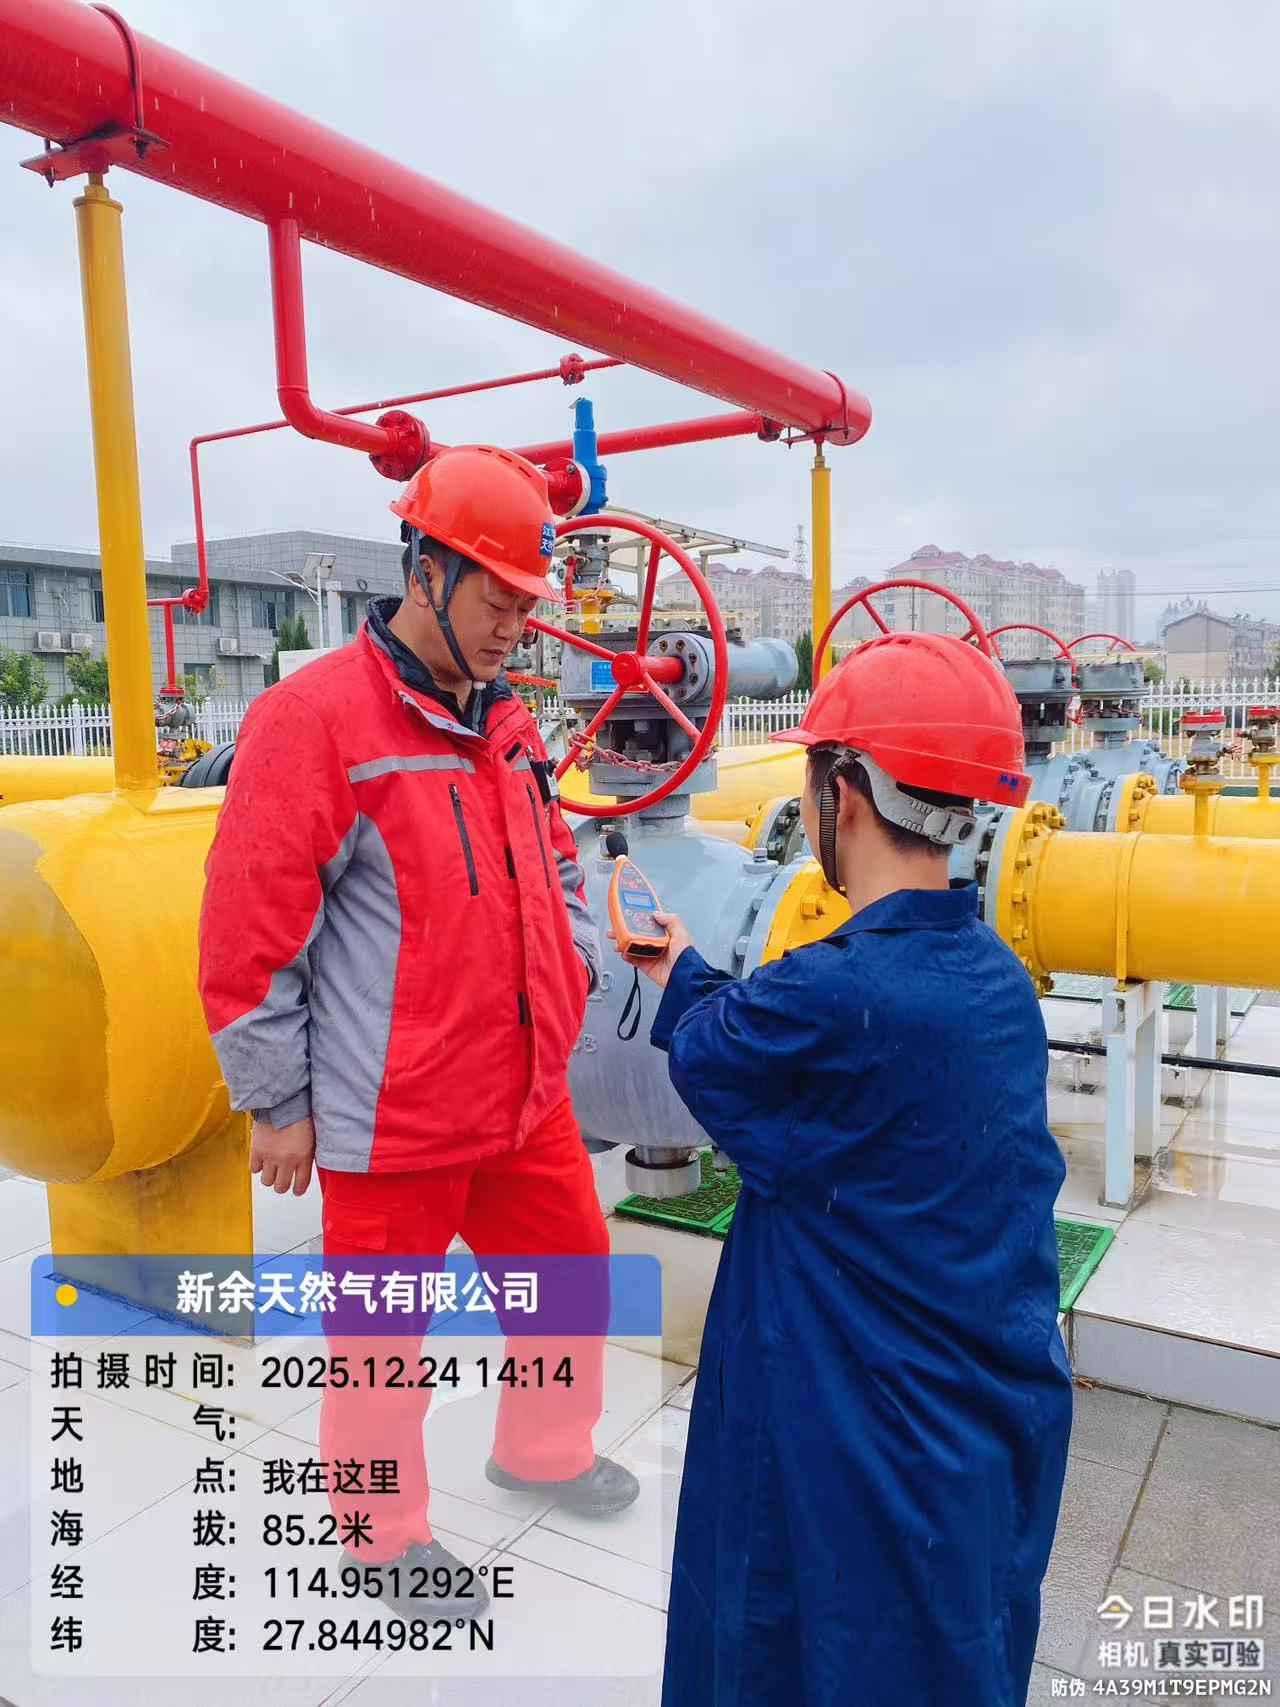 新余天然气有限公司
拍摄时间: 2025.12.24 14:14
天气:
地点: 我在这里
海拔: 85.2米
经度: 114.951292°E
纬度: 27.844982°N
今日水印
相机 真实可验
防伪 4A39M1T9EPMG2N